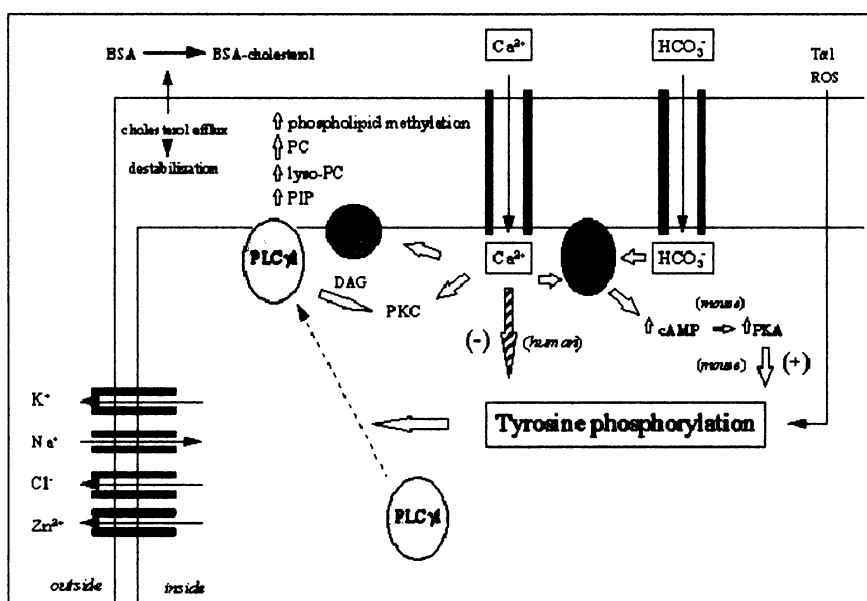 BSA BSA-cholesterol
cholesterol efflux
destabilization
⇧ phospholipid methylation
⇧ PC
⇧ lyso-PC
⇧ PIP
Ca²⁺
HCO₃⁻
Tα1
ROS
PLCγ1
DAG
PKC
Ca²⁺
HCO₃⁻
(mouse)
⇧ cAMP ⇧ PKA
(-) (human)
(mouse) (+)
Tyrosine phosphorylation
PLCγ1
K⁺
Na⁺
Cl⁻
Zn²⁺
outside inside